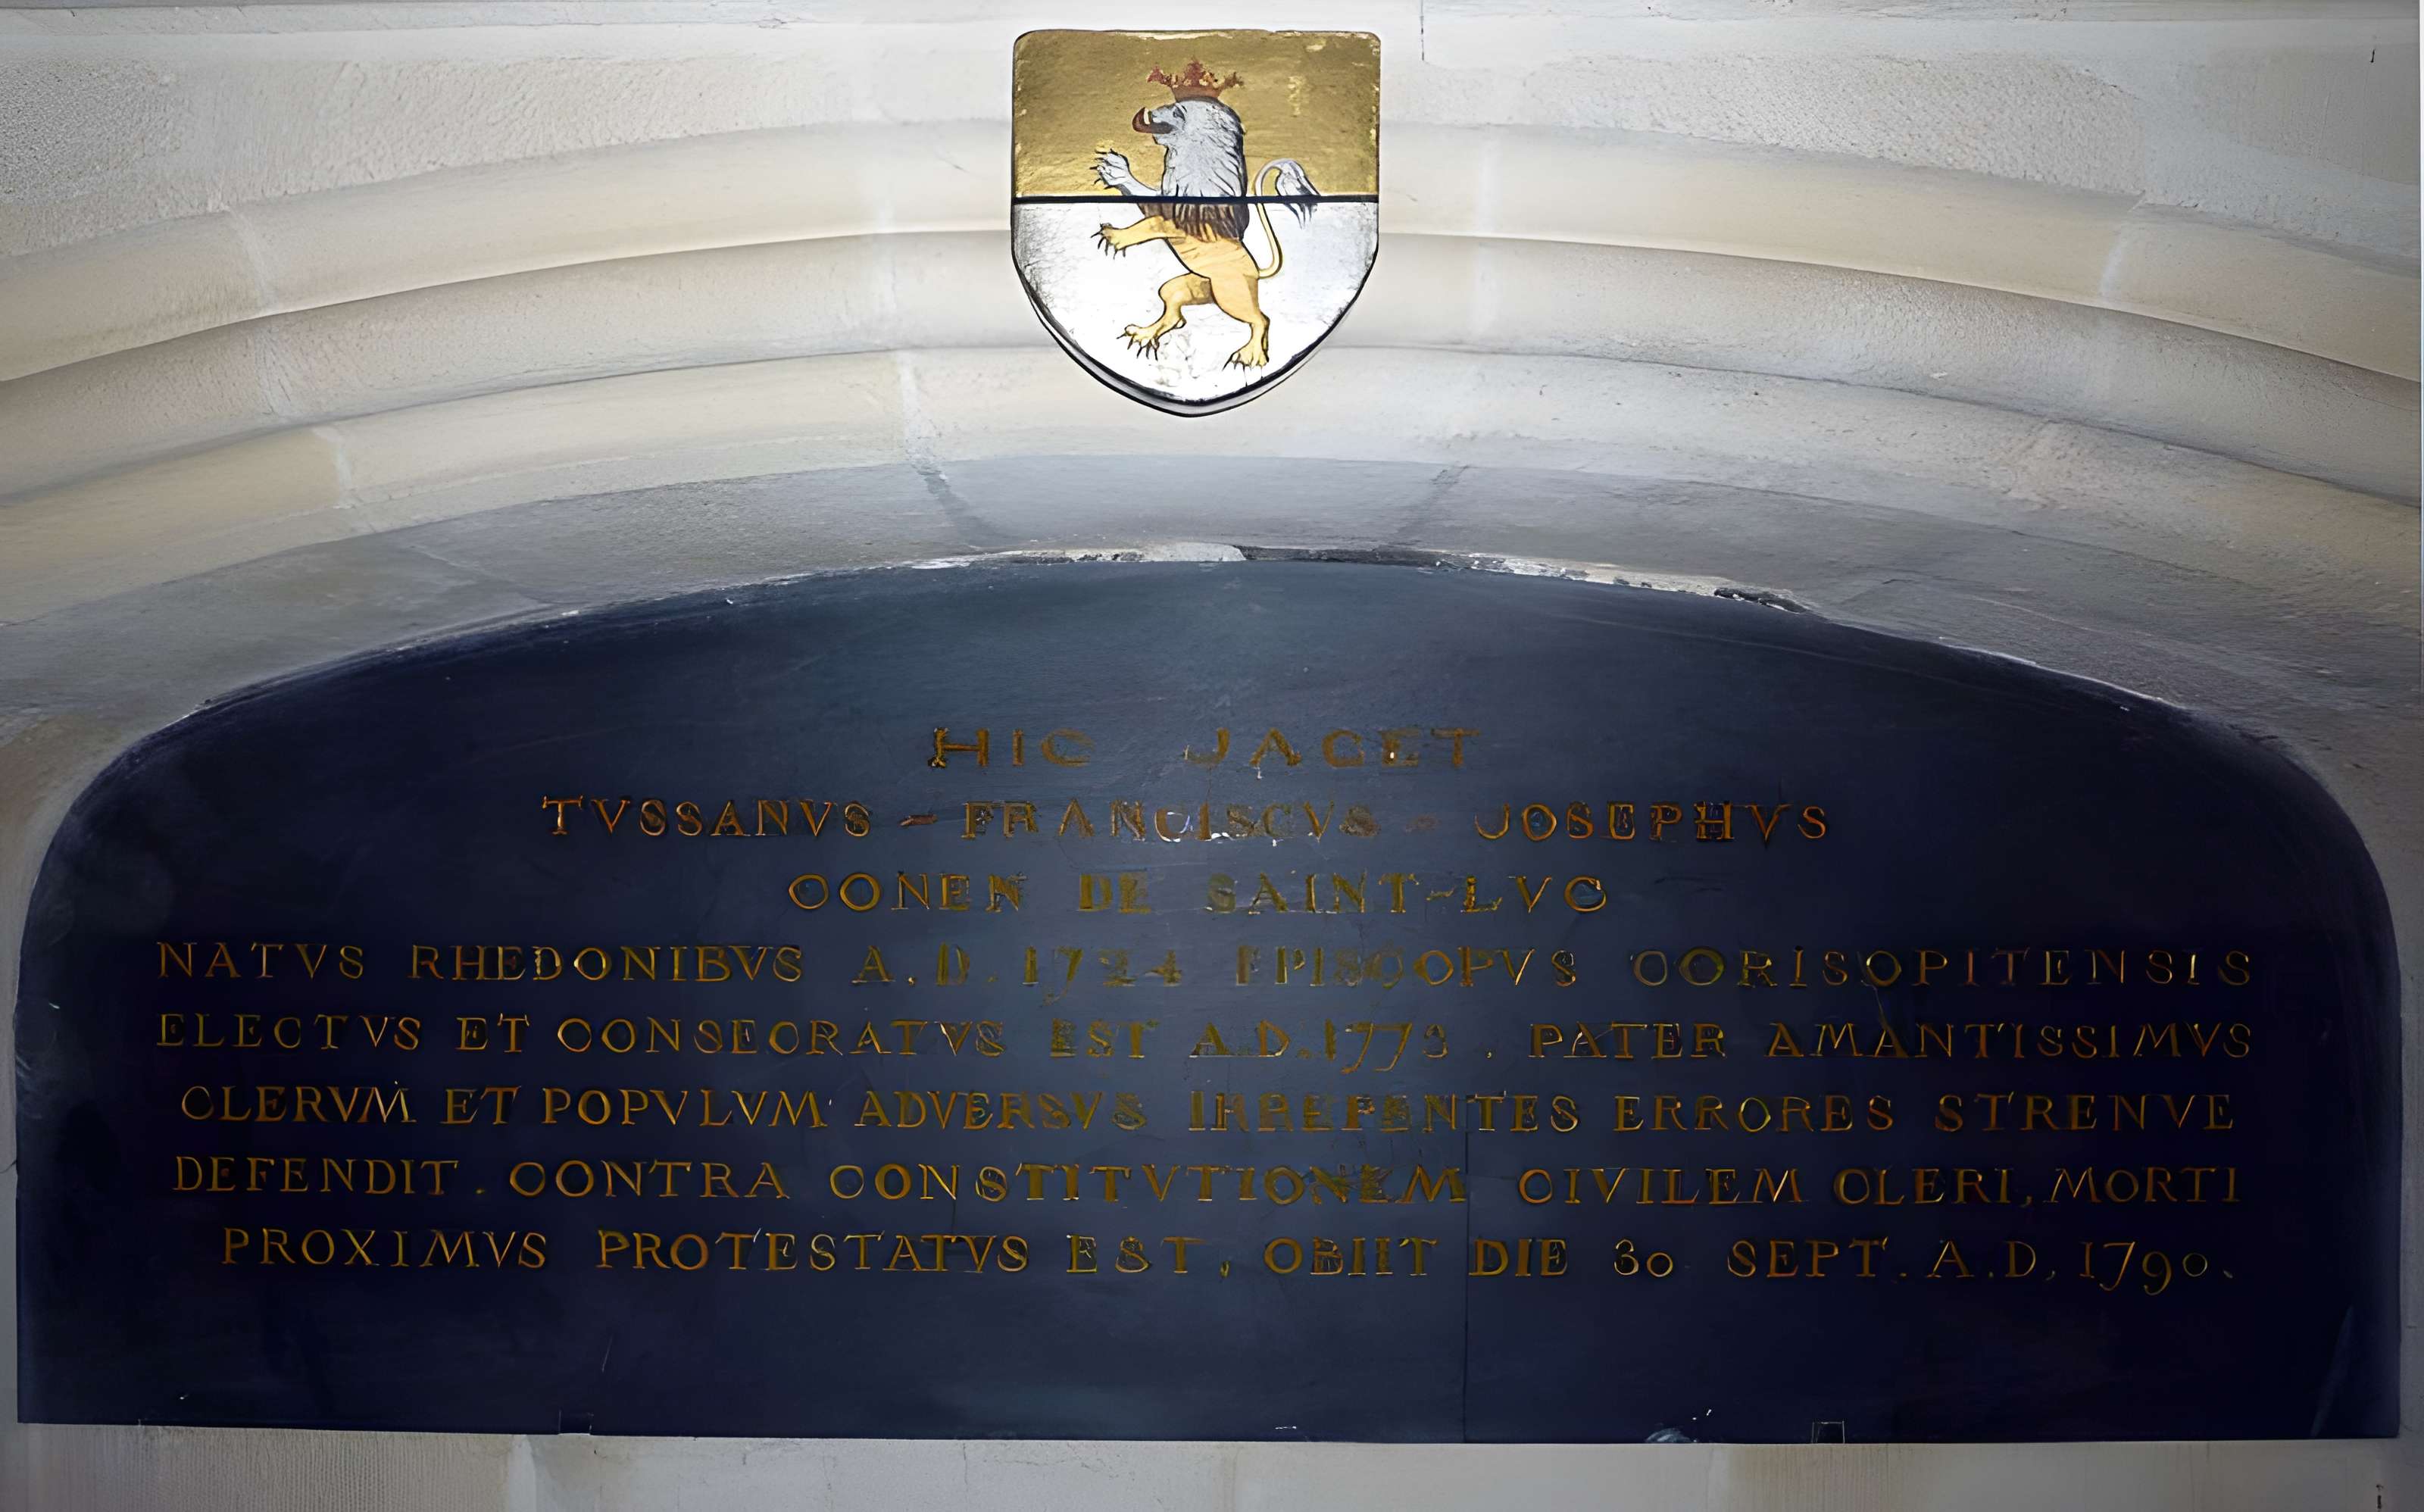 HIC JACET
TVSSANVS - FRANCISCVS - JOSEPHVS
CONEN DE SAINT-LVC
NATVS RHEDONIBVS A.D. 1724 EPISCOPVS CORISOPITENSIS
ELECTVS ET CONSECRATVS EST A.D. 1773. PATER AMANTISSIMVS
CLERVM ET POPVLVM ADVERSVS IRREPENTES ERRORES STRENVE
DEFENDIT. CONTRA CONSTITVTIONEM CIVILEM CLERI, MORTI
PROXIMVS PROTESTATVS EST, OBIIT DIE 30 SEPT. A.D, 1790.